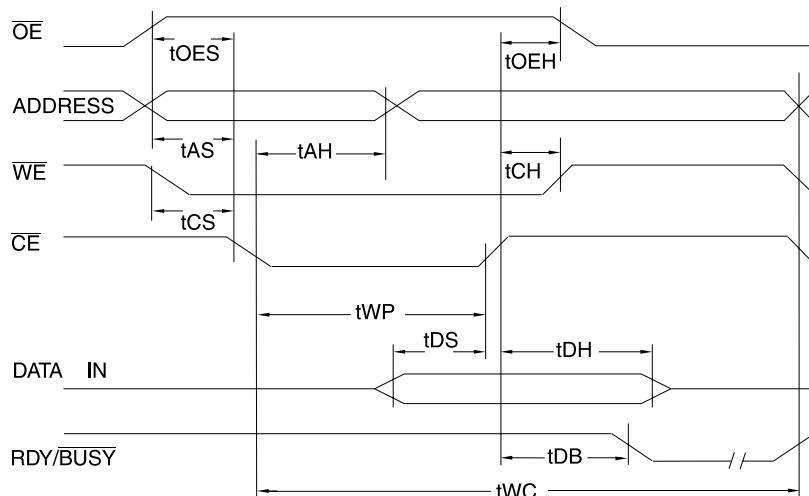 OE
tOES
tOEH
ADDRESS
tAS
tAH
tCH
WE
tCS
CE
tWP
tDS
tDH
DATA IN
RDY/BUSY
tDB
tWC